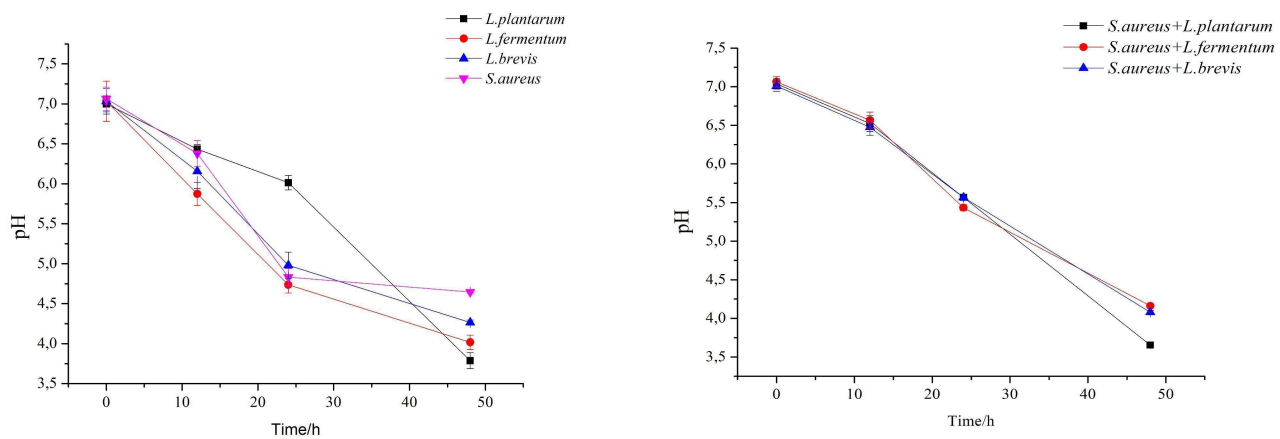 L.plantarum
L.fermentum
L.brevis
S.aureus
7,5
7,0
6,5
6,0
5,5
5,0
4,5
4,0
3,5
pH
0 10 20 30 40 50
Time/h
S.aureus+L.plantarum
S.aureus+L.fermentum
S.aureus+L.brevis
7,5
7,0
6,5
6,0
5,5
5,0
4,5
4,0
3,5
pH
0 10 20 30 40 50
Time/h